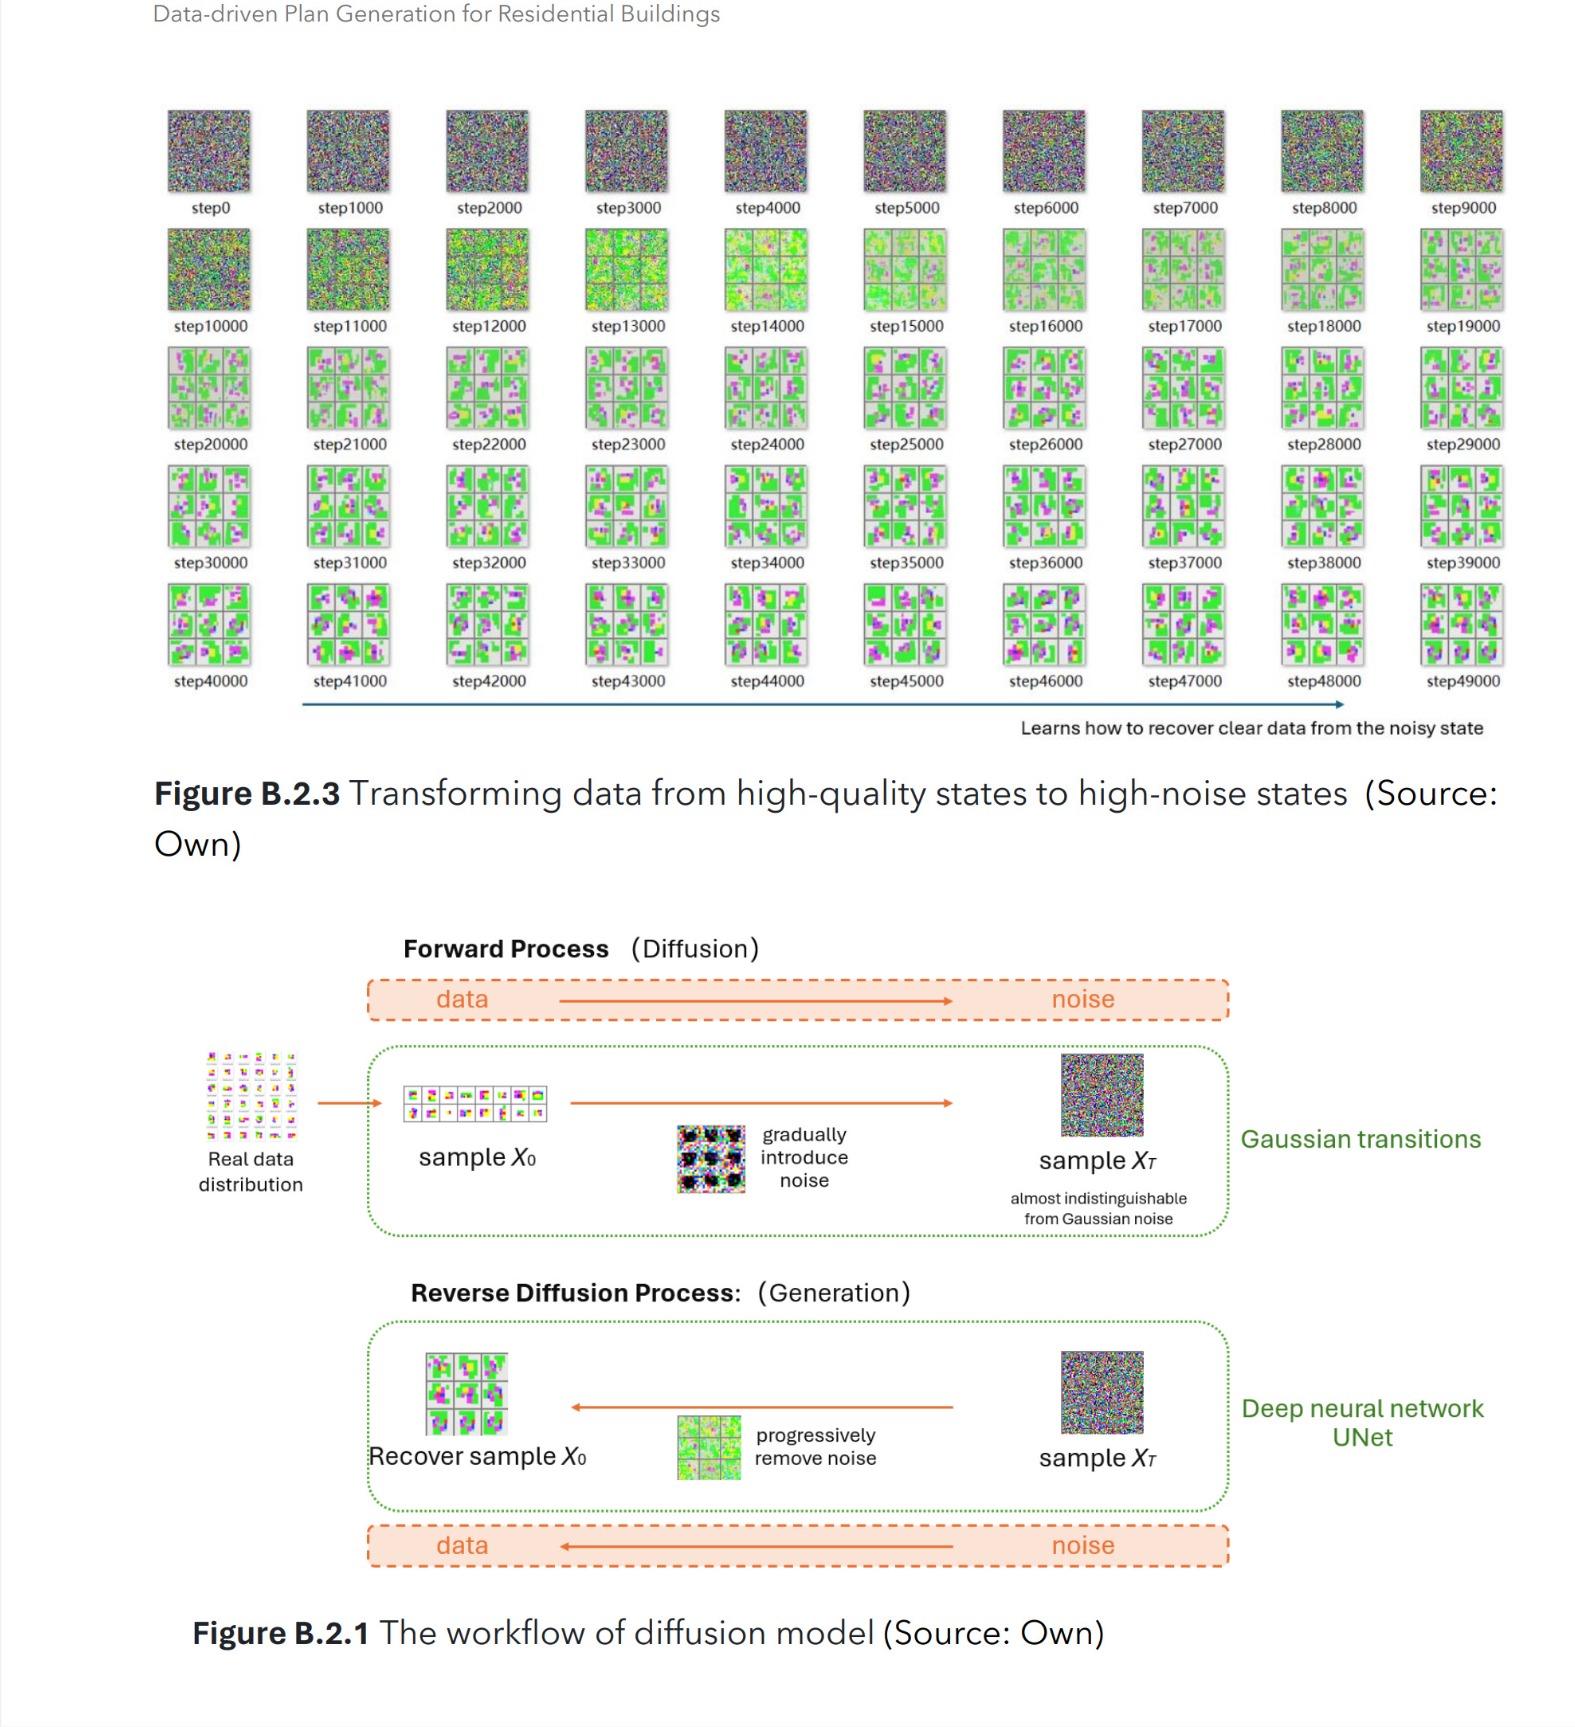 Data-driven Plan Generation for Residential Buildings
step0 step1000 step2000 step3000 step4000 step5000 step6000 step7000 step8000 step9000
step10000 step11000 step12000 step13000 step14000 step15000 step16000 step17000 step18000 step19000
step20000 step21000 step22000 step23000 step24000 step25000 step26000 step27000 step28000 step29000
step30000 step31000 step32000 step33000 step34000 step35000 step36000 step37000 step38000 step39000
step40000 step41000 step42000 step43000 step44000 step45000 step46000 step47000 step48000 step49000
Learns how to recover clear data from the noisy state
Figure B.2.3 Transforming data from high-quality states to high-noise states (Source:
Own)
Forward Process (Diffusion)
data noise
Real data
distribution
sample X0
gradually
introduce
noise
sample XT
almost indistinguishable
from Gaussian noise
Gaussian transitions
Reverse Diffusion Process: (Generation)
Recover sample X0
progressively
remove noise
sample XT
Deep neural network
UNet
data noise
Figure B.2.1 The workflow of diffusion model (Source: Own)